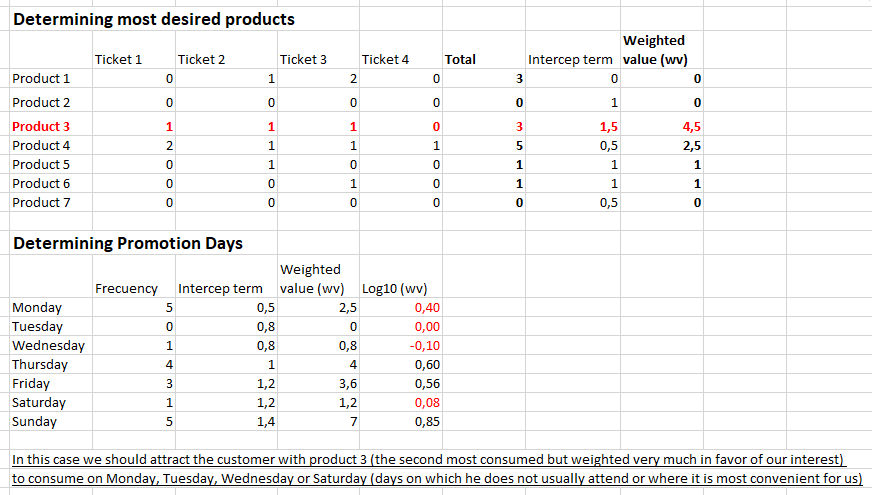 Determining most desired products
Ticket 1 Ticket 2 Ticket 3 Ticket 4 Total Intercep term Weighted value (wv)
Product 1 0 1 2 0 3 0 0
Product 2 0 0 0 0 0 1 0
Product 3 1 1 1 0 3 1,5 4,5
Product 4 2 1 1 1 5 0,5 2,5
Product 5 0 1 0 0 1 1 1
Product 6 0 0 1 0 1 1 1
Product 7 0 0 0 0 0 0,5 0
Determining Promotion Days
Frecuency Intercep term Weighted value (wv) Log10 (wv)
Monday 5 0,5 2,5 0,40
Tuesday 0 0,8 0 0,00
Wednesday 1 0,8 0,8 -0,10
Thursday 4 1 4 0,60
Friday 3 1,2 3,6 0,56
Saturday 1 1,2 1,2 0,08
Sunday 5 1,4 7 0,85
In this case we should attract the customer with product 3 (the second most consumed but weighted very much in favor of our interest)
to consume on Monday, Tuesday, Wednesday or Saturday (days on which he does not usually attend or where it is most convenient for us)